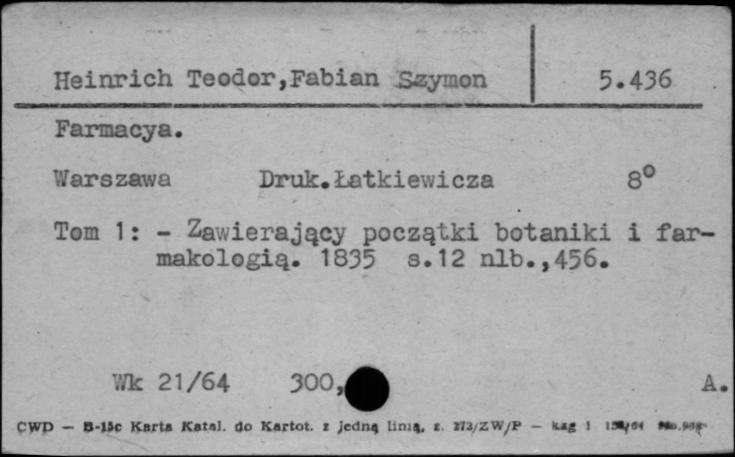 Heinrich Teodor,Fabian Szymon 5.436
Farmacya.
Warszawa Druk.Łatkiewicza 8°
Tom 1: - Zawierający początki botaniki i far-
makologią. 1835 s.12 nlb.,456.
Wk 21/64 300, A.
CWD — B-15c Karta Katal. do Kartot. z jedną linią, z. 273/ZW/P — kag 1